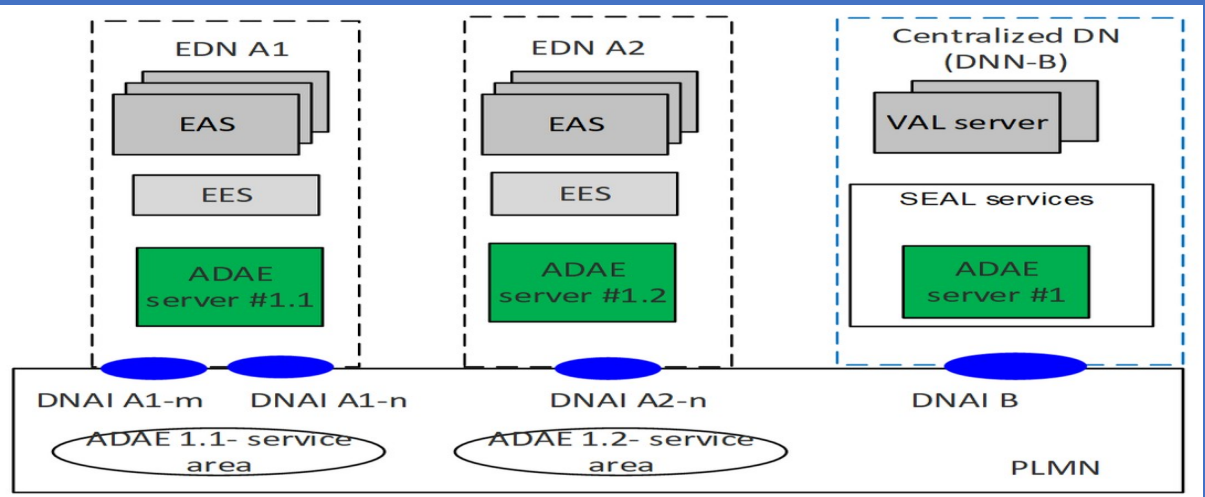 EDN A1
EAS
EES
ADAE
server #1.1
EDN A2
EAS
EES
ADAE
server #1.2
Centralized DN
(DNN-B)
VAL server
SEAL services
ADAE
server #1
DNAI A1-m
DNAI A1-n
DNAI A2-n
DNAI B
ADAE 1.1- service
area
ADAE 1.2- service
area
PLMN